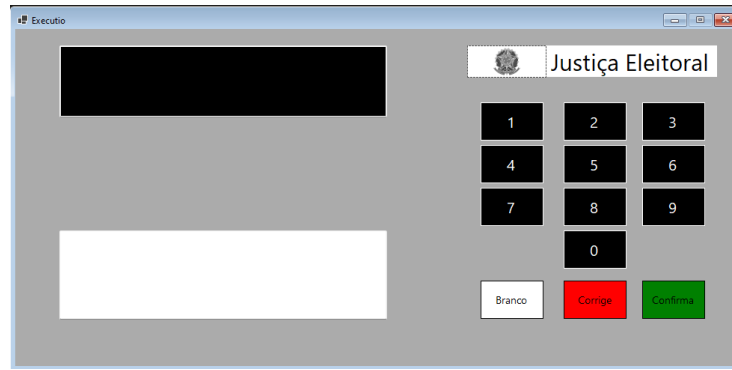 Executio
Justiça Eleitoral
1 2 3
4 5 6
7 8 9
0
Branco Corrige Confirma